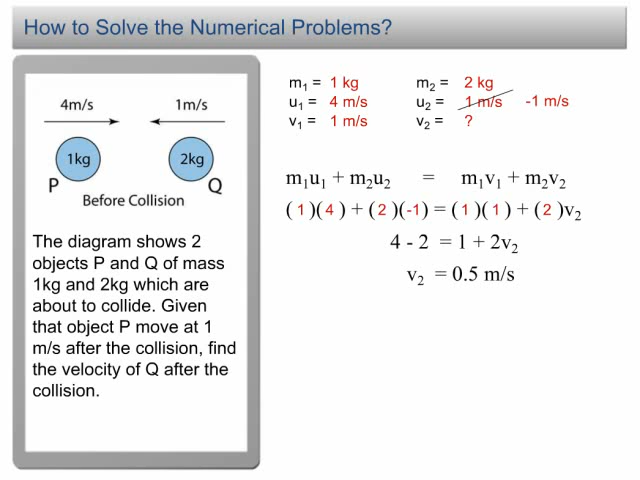 How to Solve the Numerical Problems?
4m/s 1m/s
1kg 2kg
P Q
Before Collision
The diagram shows 2
objects P and Q of mass
1kg and 2kg which are
about to collide. Given
that object P move at 1
m/s after the collision, find
the velocity of Q after the
collision.
m₁ = 1 kg m₂ = 2 kg
u₁ = 4 m/s u₂ = 1 m/s -1 m/s
v₁ = 1 m/s v₂ = ?
m₁u₁ + m₂u₂ = m₁v₁ + m₂v₂
( 1 )( 4 ) + ( 2 )( -1 ) = ( 1 )( 1 ) + ( 2 )v₂
4 - 2 = 1 + 2v₂
v₂ = 0.5 m/s